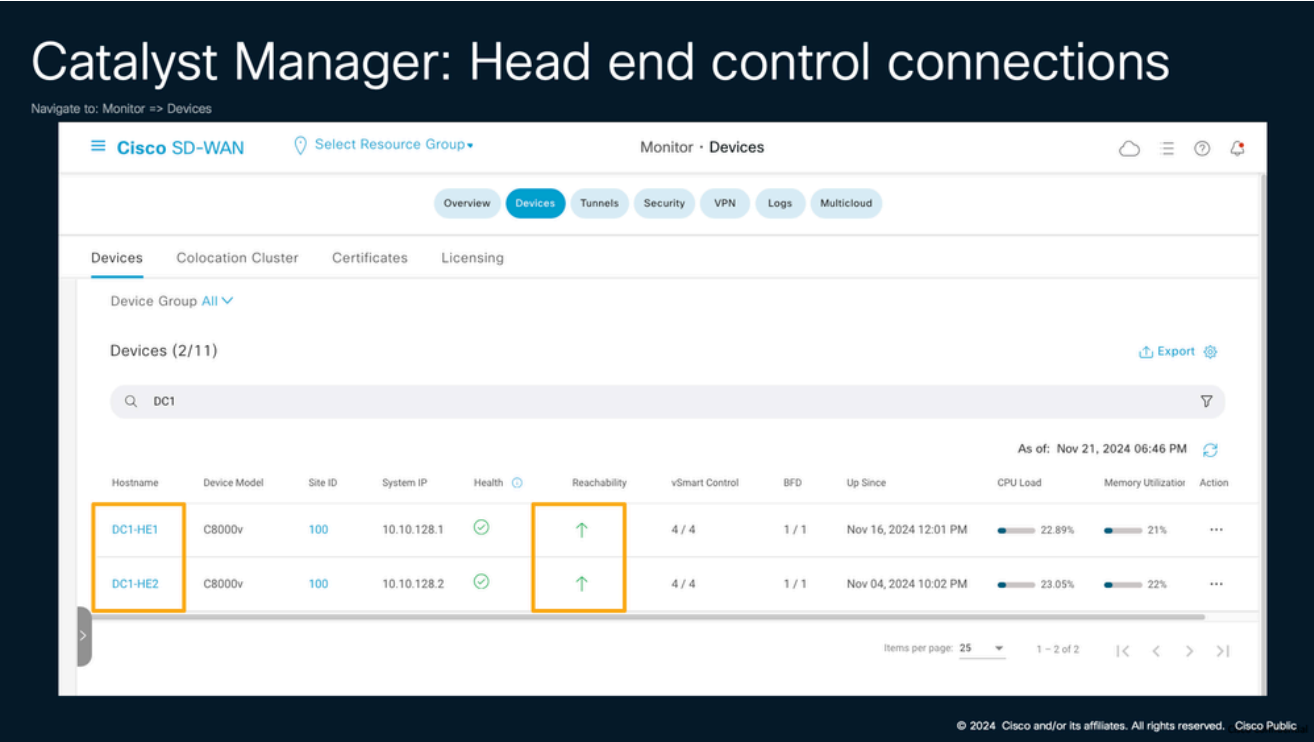 Catalyst Manager: Head end control connections
Navigate to: Monitor => Devices
Cisco SD-WAN Select Resource Group Monitor · Devices
Overview Devices Tunnels Security VPN Logs Multicloud
Devices Colocation Cluster Certificates Licensing
Device Group All
Devices (2/11) Export
DC1
As of: Nov 21, 2024 06:46 PM
Hostname Device Model Site ID System IP Health Reachability vSmart Control BFD Up Since CPU Load Memory Utilization Action
DC1-HE1 C8000v 100 10.10.128.1 4 / 4 1 / 1 Nov 16, 2024 12:01 PM 22.89% 21% ...
DC1-HE2 C8000v 100 10.10.128.2 4 / 4 1 / 1 Nov 04, 2024 10:02 PM 23.05% 22% ...
Items per page: 25 1 – 2 of 2
© 2024 Cisco and/or its affiliates. All rights reserved. Cisco Public